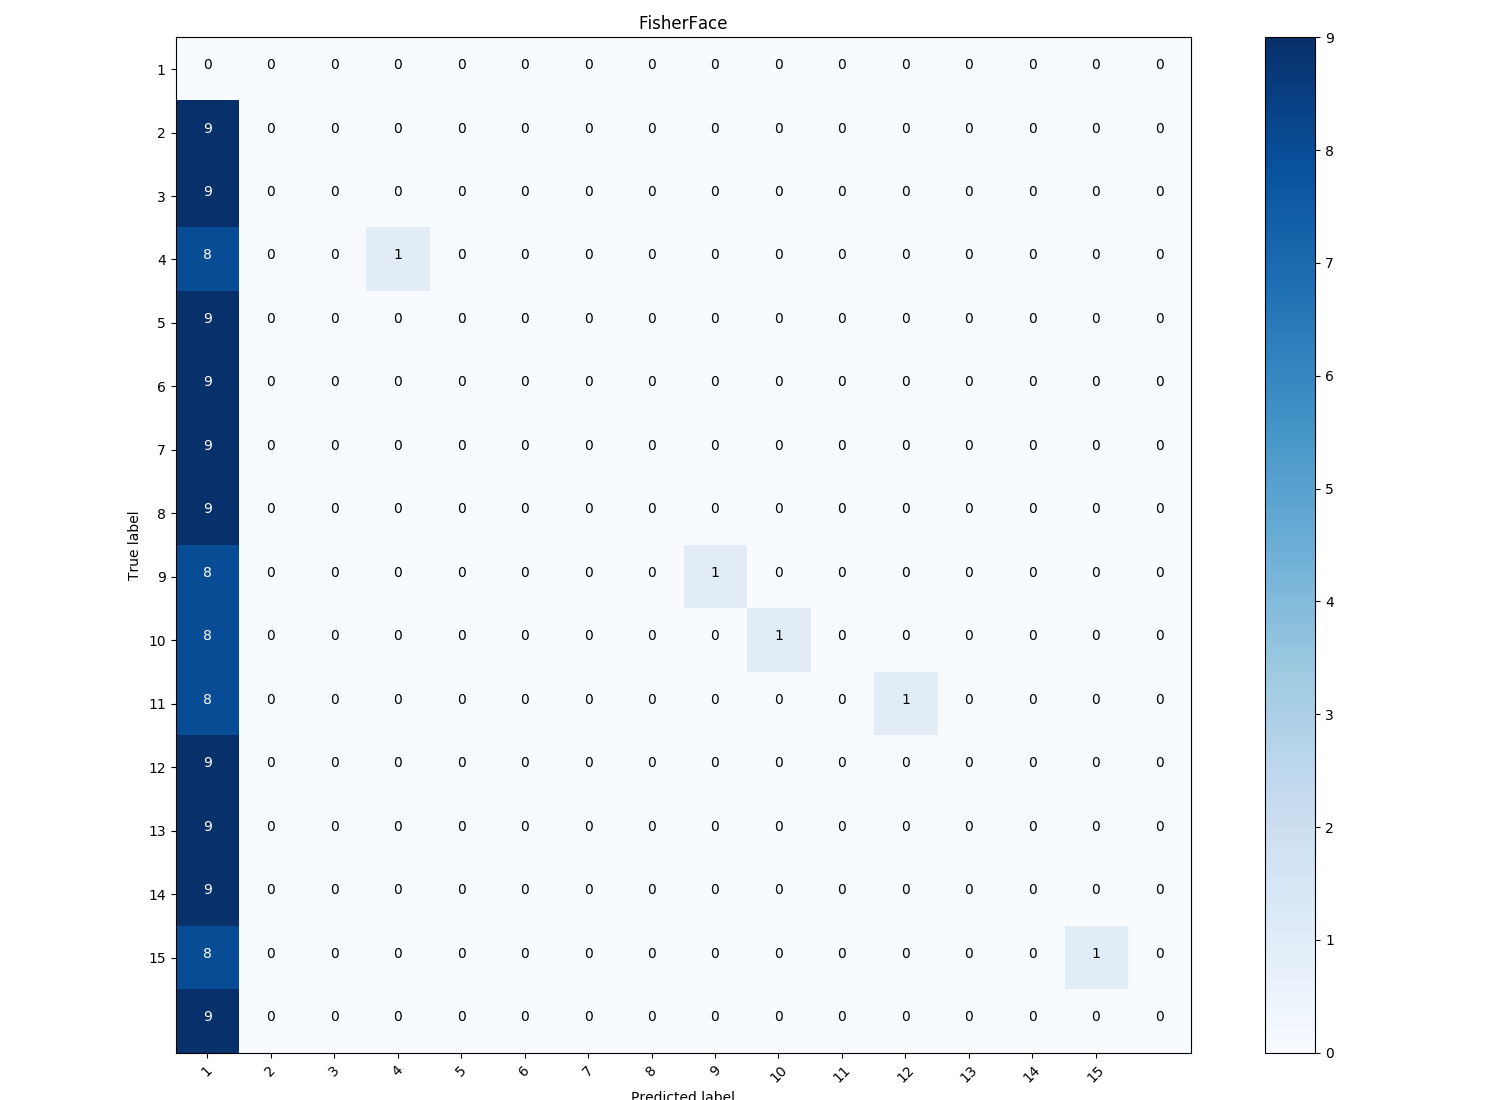 FisherFace
1 0 0 0 0 0 0 0 0 0 0 0 0 0 0 0 0
2 9 0 0 0 0 0 0 0 0 0 0 0 0 0 0 0
3 9 0 0 0 0 0 0 0 0 0 0 0 0 0 0 0
4 8 0 0 1 0 0 0 0 0 0 0 0 0 0 0 0
5 9 0 0 0 0 0 0 0 0 0 0 0 0 0 0 0
6 9 0 0 0 0 0 0 0 0 0 0 0 0 0 0 0
7 9 0 0 0 0 0 0 0 0 0 0 0 0 0 0 0
8 9 0 0 0 0 0 0 0 0 0 0 0 0 0 0 0
9 8 0 0 0 0 0 0 0 1 0 0 0 0 0 0 0
10 8 0 0 0 0 0 0 0 0 1 0 0 0 0 0 0
11 8 0 0 0 0 0 0 0 0 0 0 1 0 0 0 0
12 9 0 0 0 0 0 0 0 0 0 0 0 0 0 0 0
13 9 0 0 0 0 0 0 0 0 0 0 0 0 0 0 0
14 9 0 0 0 0 0 0 0 0 0 0 0 0 0 0 0
15 8 0 0 0 0 0 0 0 0 0 0 0 0 0 1 0
9 0 0 0 0 0 0 0 0 0 0 0 0 0 0 0
1 2 3 4 5 6 7 8 9 10 11 12 13 14 15
True label
Predicted label
9
8
7
6
5
4
3
2
1
0